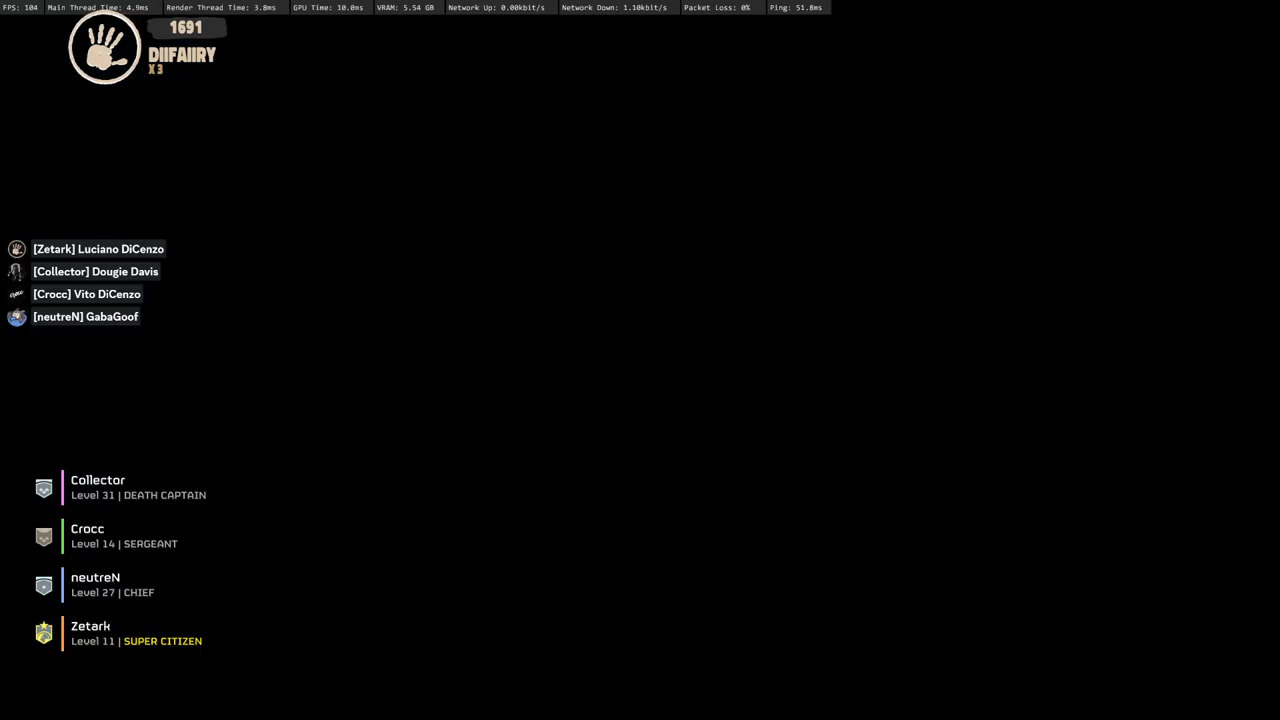 FPS: 104 Main Thread Time: 4.9ms Render Thread Time: 3.8ms GPU Time: 10.0ms VRAM: 5.54 GB Network Up: 0.00kbit/s Network Down: 1.10kbit/s Packet Loss: 0% Ping: 51.8ms
1691
DIIFAIIRY
X 3
[Zetark] Luciano DiCenzo
[Collector] Dougie Davis
[Crocc] Vito DiCenzo
[neutreN] GabaGoof
Collector
Level 31 | DEATH CAPTAIN
Crocc
Level 14 | SERGEANT
neutreN
Level 27 | CHIEF
Zetark
Level 11 | SUPER CITIZEN